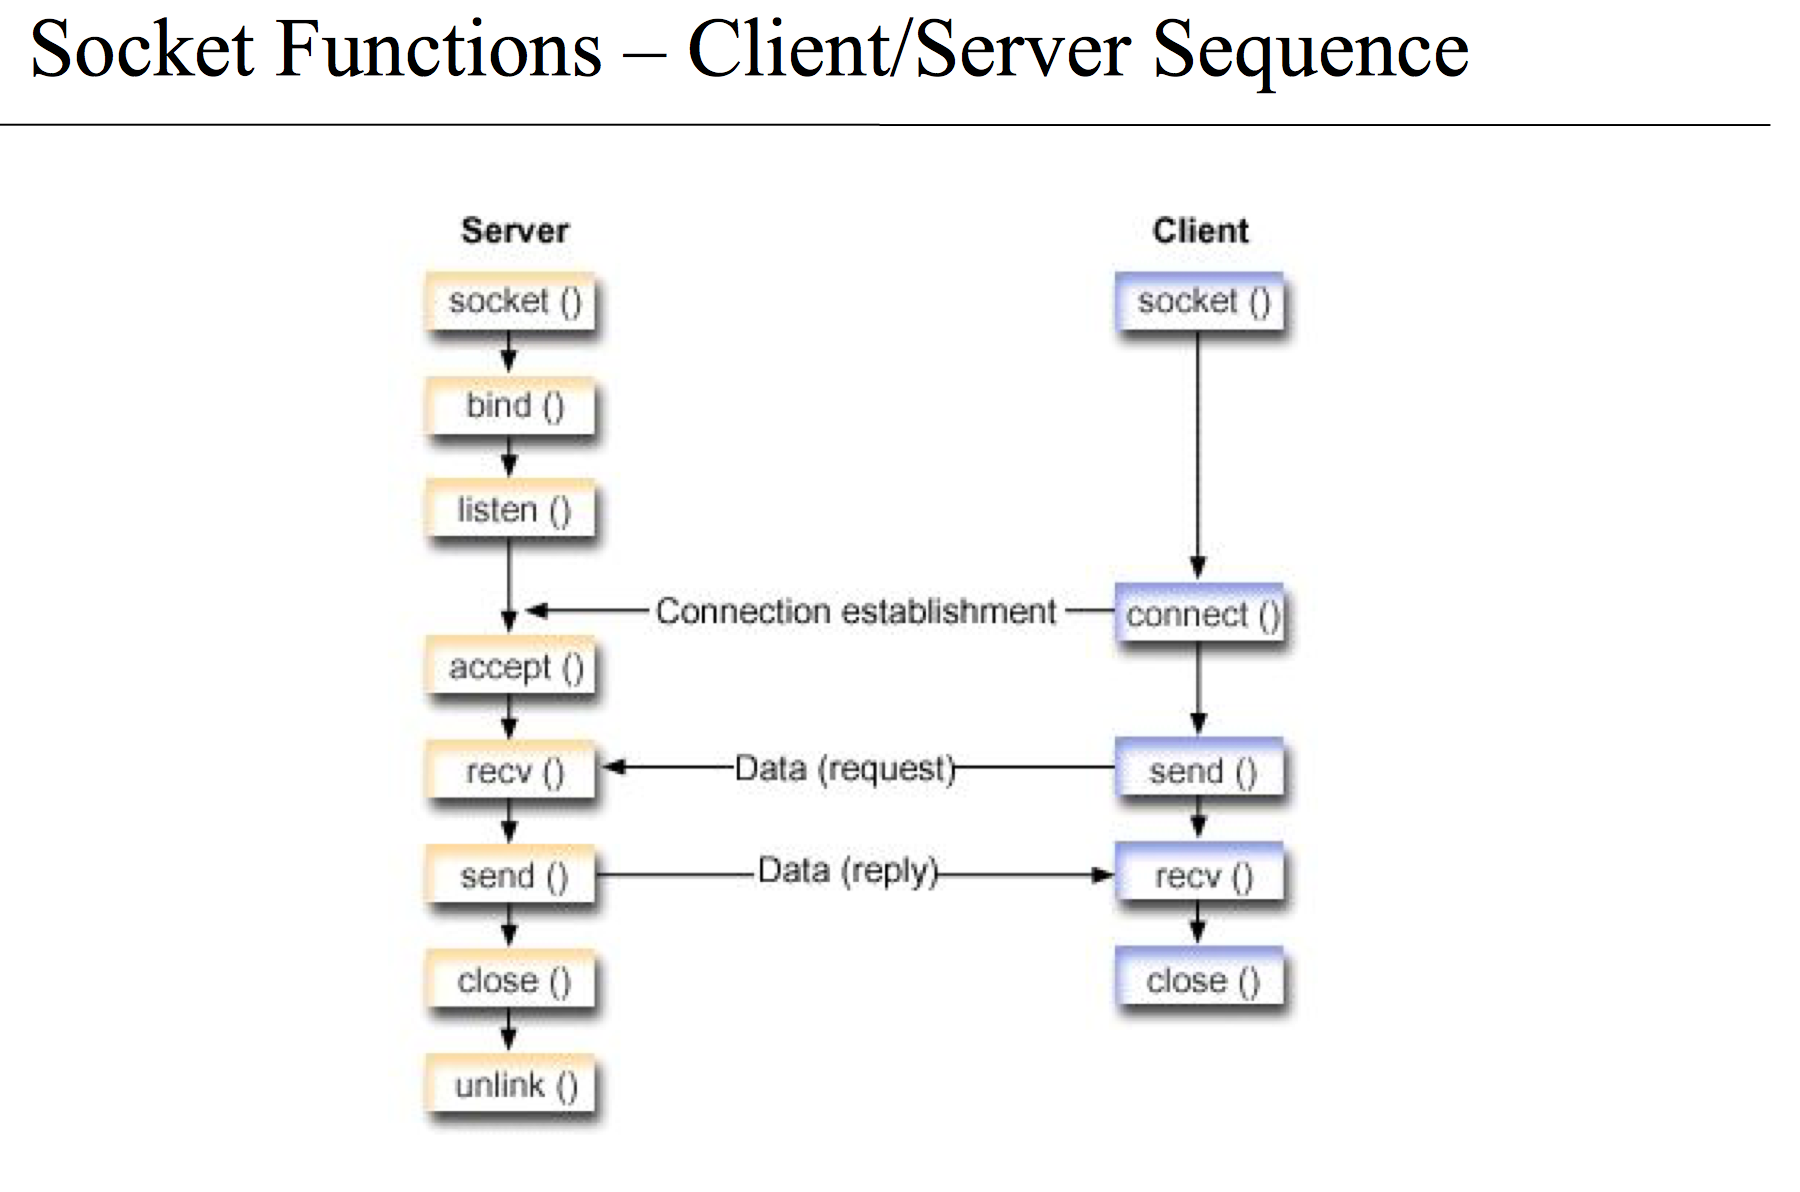 Socket Functions – Client/Server Sequence
Server
Client
socket ()
socket ()
bind ()
listen ()
Connection establishment
connect ()
accept ()
recv ()
Data (request)
send ()
send ()
Data (reply)
recv ()
close ()
close ()
unlink ()